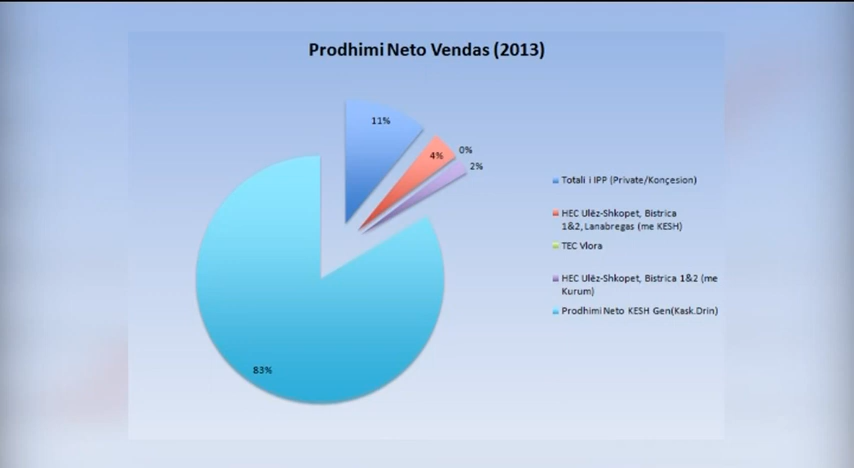 Prodhimi Neto Vendas (2013)
11%
4%
0%
2%
83%
Totali i IPP (Private/Konçesion)
HEC Ulëz-Shkopet, Bistrica
1&2, Lanabregas (me KESH)
TEC Vlora
HEC Ulëz-Shkopet, Bistrica 1&2 (me
Kurum)
Prodhimi Neto KESH Gen(Kask.Drin)